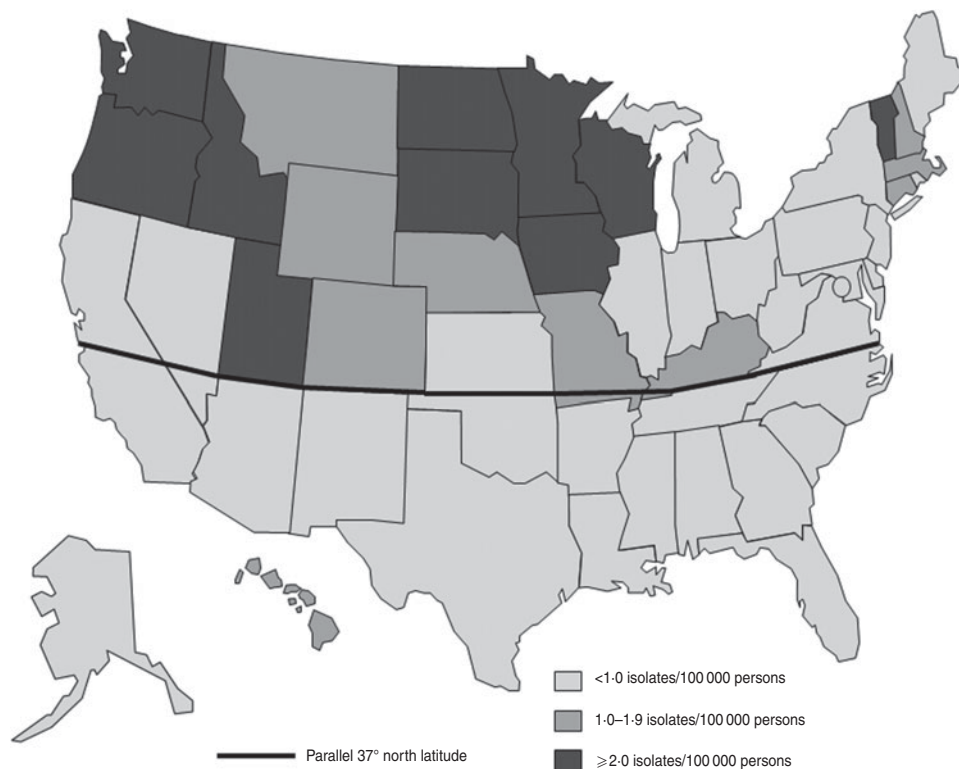 <1·0 isolates/100 000 persons
1·0–1·9 isolates/100 000 persons
Parallel 37° north latitude
⩾2·0 isolates/100 000 persons